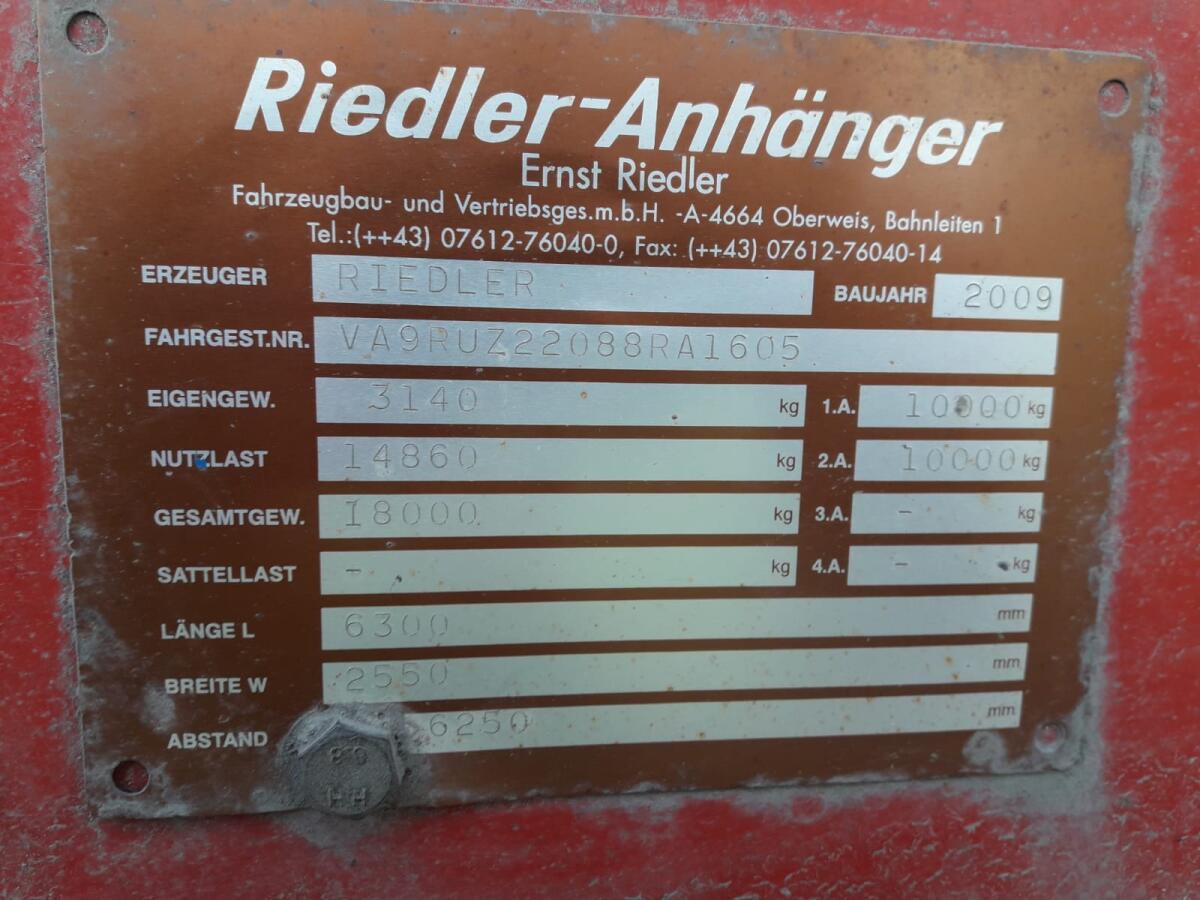 Riedler-Anhänger
Ernst Riedler
Fahrzeugbau- und Vertriebsges.m.b.H. -A-4664 Oberweis, Bahnleiten 1
Tel.:(++43) 07612-76040-0, Fax: (++43) 07612-76040-14
ERZEUGER RIEDLER BAUJAHR 2009
FAHRGEST.NR. VA9RUZ22088RA1605
EIGENGEW. 3140 kg 1.A. 10000 kg
NUTZLAST 14860 kg 2.A. 10000 kg
GESAMTGEW. 18000 kg 3.A. - kg
SATTELLAST - kg 4.A. - kg
LÄNGE L 6300 mm
BREITE W 2550 mm
ABSTAND 6250 mm